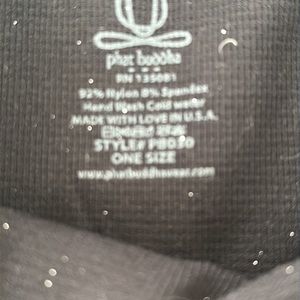 phat buddha
RN 135081
92% Nylon 8% Spandex
Hand Wash Cold
MADE WITH LOVE IN U.S.A.
STYLE# PB030
ONE SIZE
www.phatbuddhawear.com